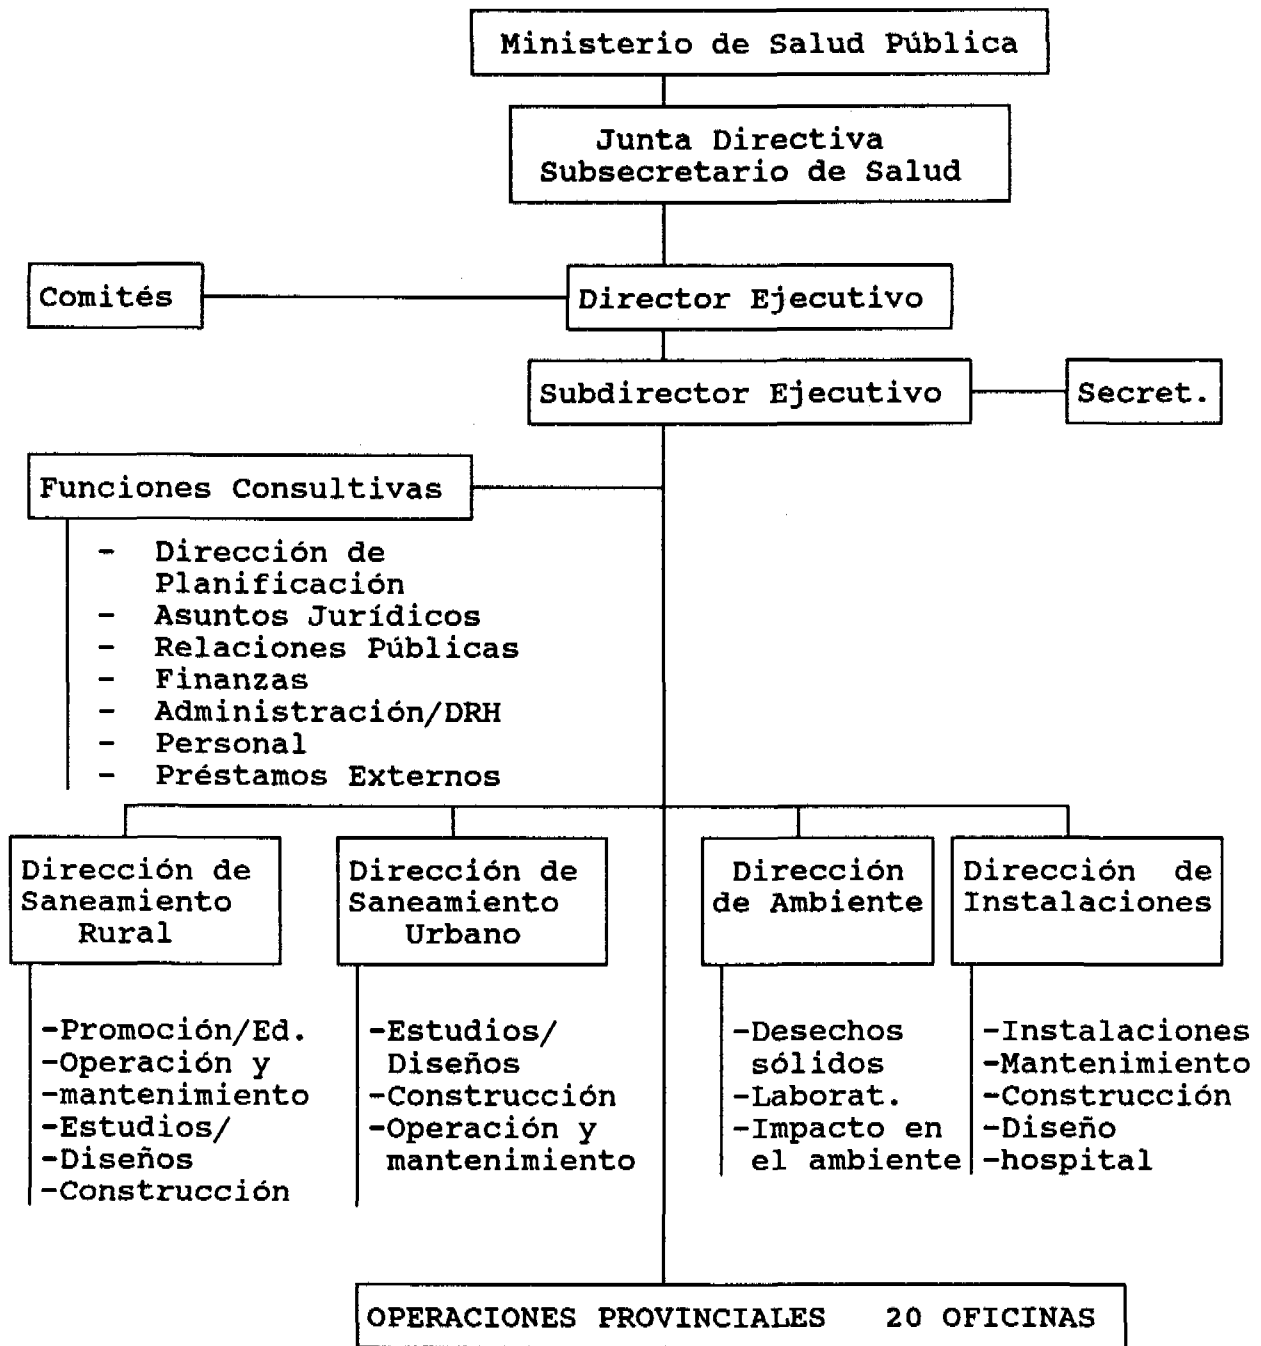 Ministerio de Salud Pública
Junta Directiva
Subsecretario de Salud
Comités
Director Ejecutivo
Subdirector Ejecutivo
Secret.
Funciones Consultivas
- Dirección de
Planificación
- Asuntos Jurídicos
- Relaciones Públicas
- Finanzas
- Administración/DRH
- Personal
- Préstamos Externos
Dirección de
Saneamiento
Rural
-Promoción/Ed.
-Operación y
-mantenimiento
-Estudios/
-Diseños
-Construcción
Dirección de
Saneamiento
Urbano
-Estudios/
Diseños
-Construcción
-Operación y
mantenimiento
Dirección
de Ambiente
-Desechos
sólidos
-Laborat.
-Impacto en
el ambiente
Dirección de
Instalaciones
-Instalaciones
-Mantenimiento
-Construcción
-Diseño
-hospital
OPERACIONES PROVINCIALES 20 OFICINAS